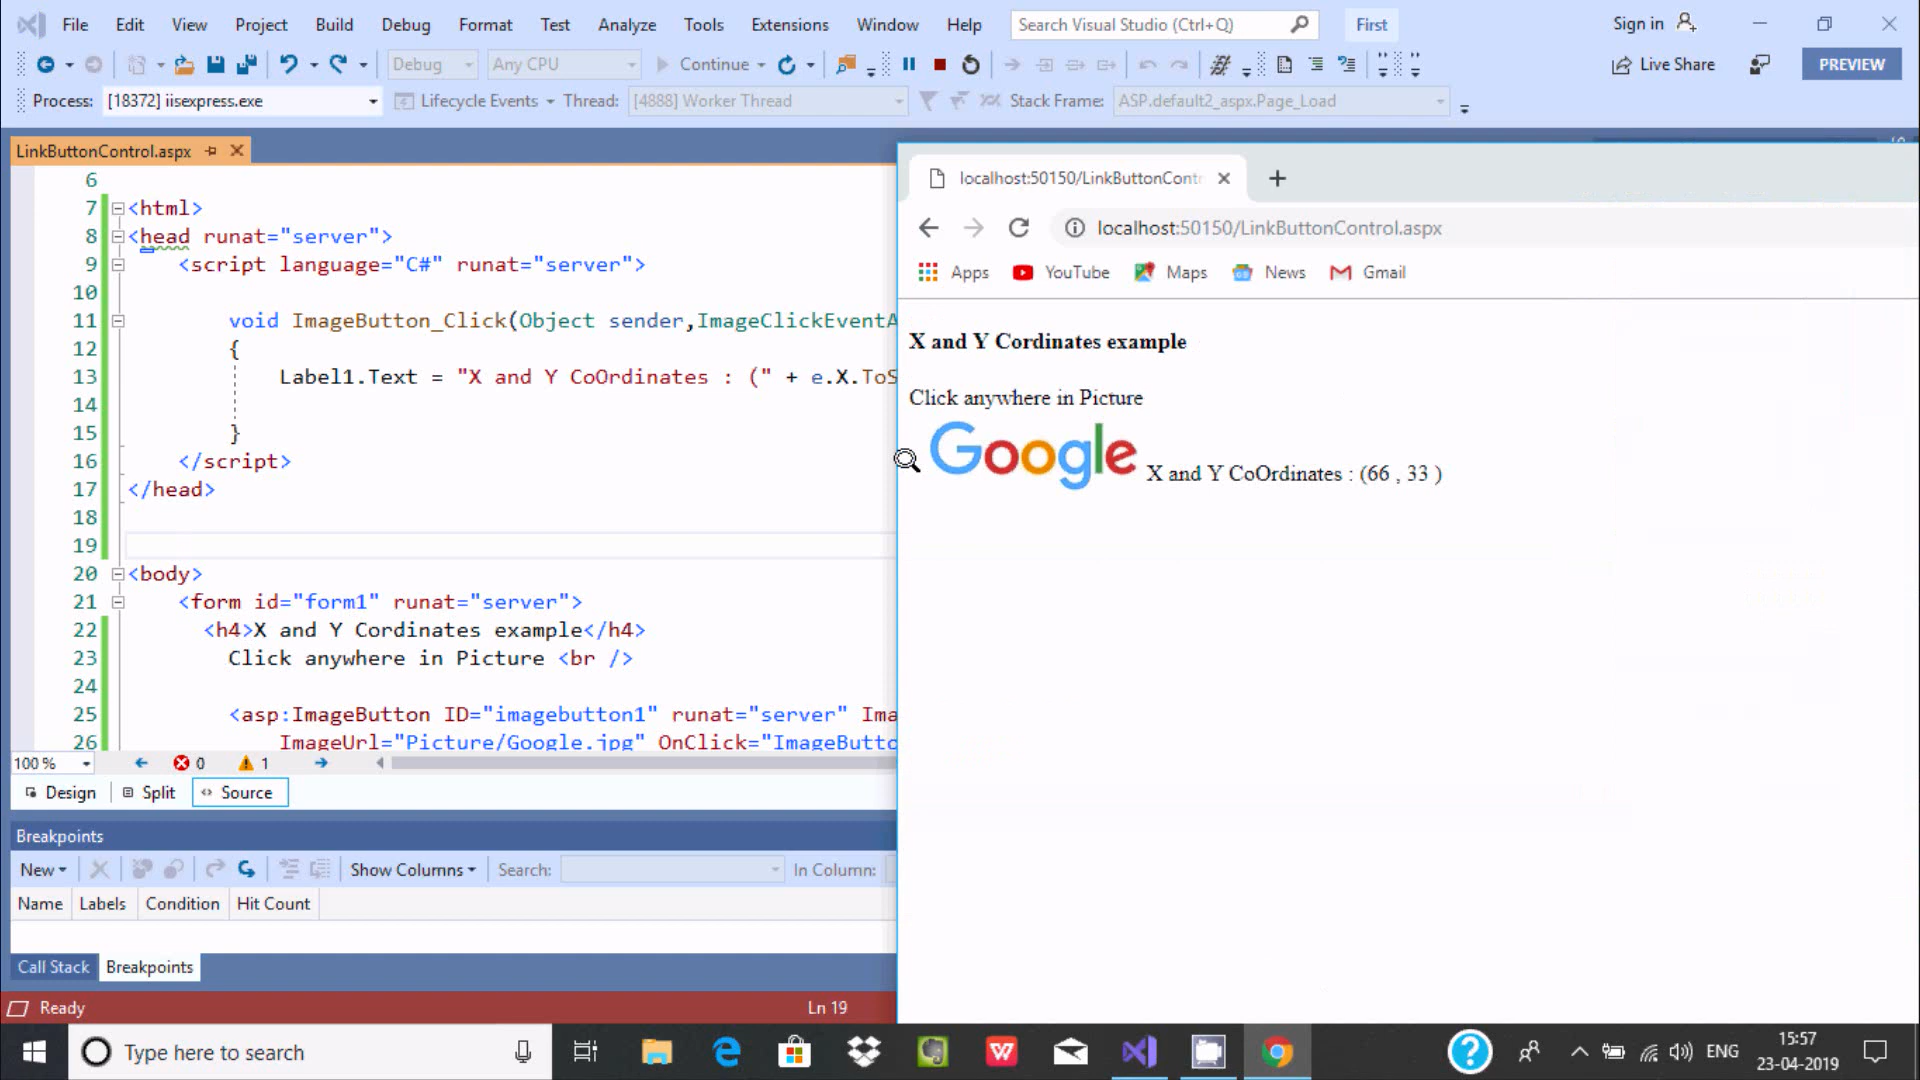 File Edit View Project Build Debug Format Test Analyze Tools Extensions Window Help Search Visual Studio (Ctrl+Q) First Sign in
Debug Any CPU Continue Live Share PREVIEW
Process: [18372] iisexpress.exe Lifecycle Events Thread: [4888] Worker Thread Stack Frame: ASP.default2_aspx.Page_Load
LinkButtonControl.aspx
6
7 <html>
8 <head runat="server">
9 <script language="C#" runat="server">
10
11 void ImageButton_Click(Object sender,ImageClickEventA
12 {
13 Label1.Text = "X and Y CoOrdinates : (" + e.X.ToS
14
15 }
16 </script>
17 </head>
18
19
20 <body>
21 <form id="form1" runat="server">
22 <h4>X and Y Cordinates example</h4>
23 Click anywhere in Picture <br />
24
25 <asp:ImageButton ID="imagebutton1" runat="server" Ima
26 ImageUrl="Picture/Google.jpg" OnClick="ImageButto
100 % 0 1
Design Split Source
Breakpoints
New Show Columns Search: In Column:
Name Labels Condition Hit Count
Call Stack Breakpoints
Ready Ln 19
localhost:50150/LinkButtonContr
localhost:50150/LinkButtonControl.aspx
Apps YouTube Maps News Gmail
X and Y Cordinates example
Click anywhere in Picture
Google X and Y CoOrdinates : (66 , 33 )
Type here to search ENG 15:57
23-04-2019